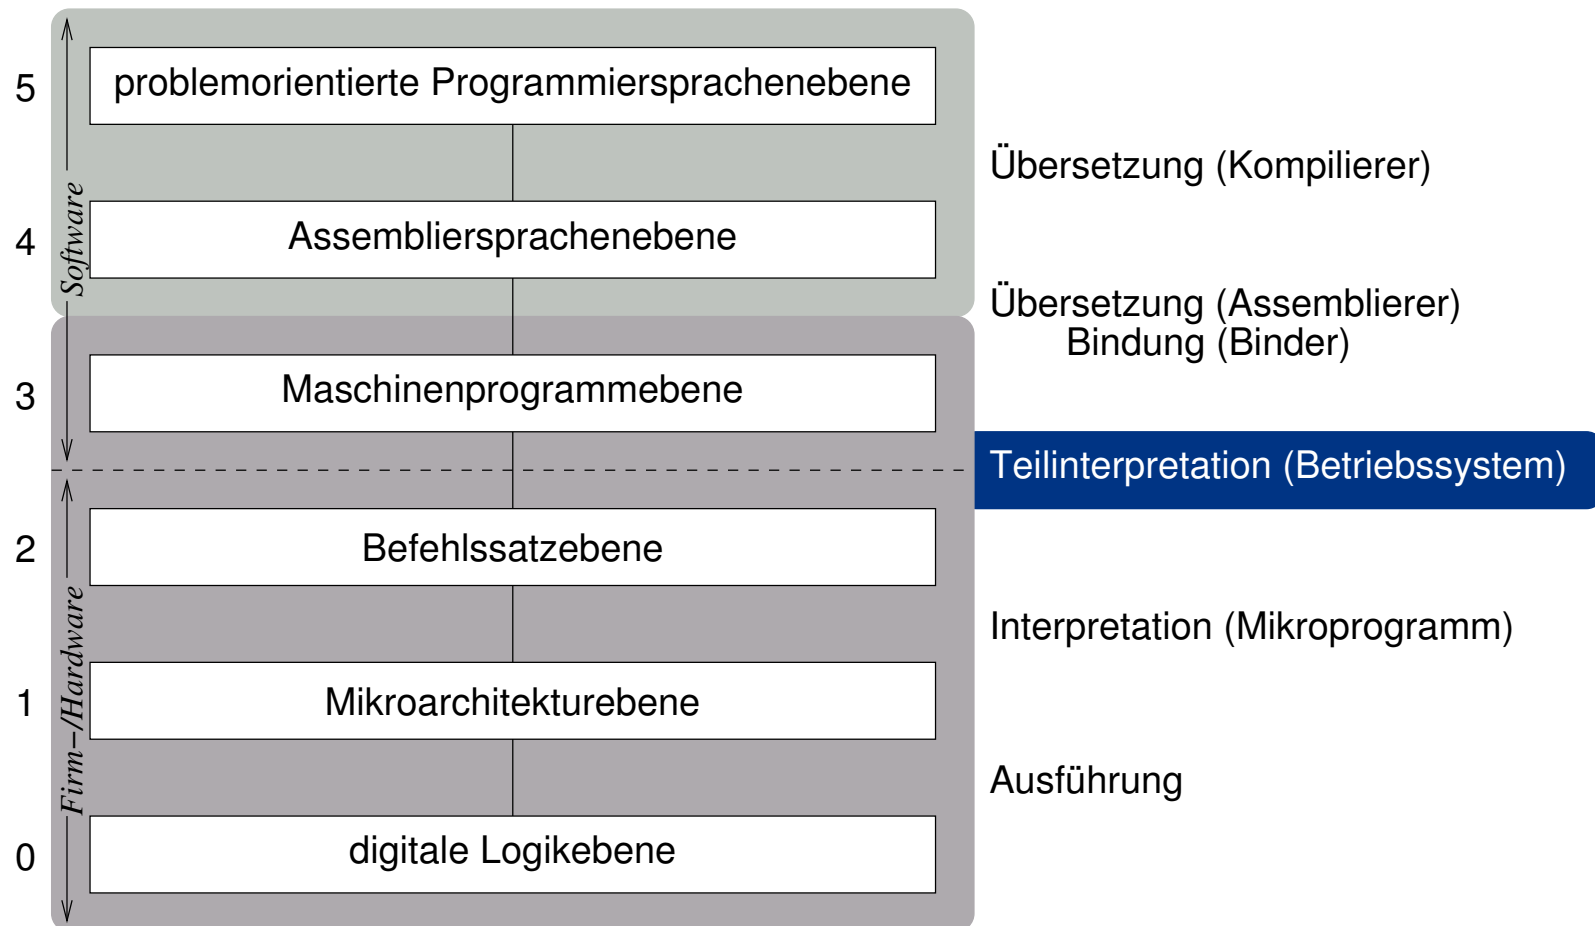 5
problemorientierte Programmiersprachenebene
Übersetzung (Kompilierer)
Software
4
Assembliersprachenebene
Übersetzung (Assemblierer)
Bindung (Binder)
3
Maschinenprogrammebene
Teilinterpretation (Betriebssystem)
2
Befehlssatzebene
Interpretation (Mikroprogramm)
Firm-/Hardware
1
Mikroarchitekturebene
Ausführung
0
digitale Logikebene